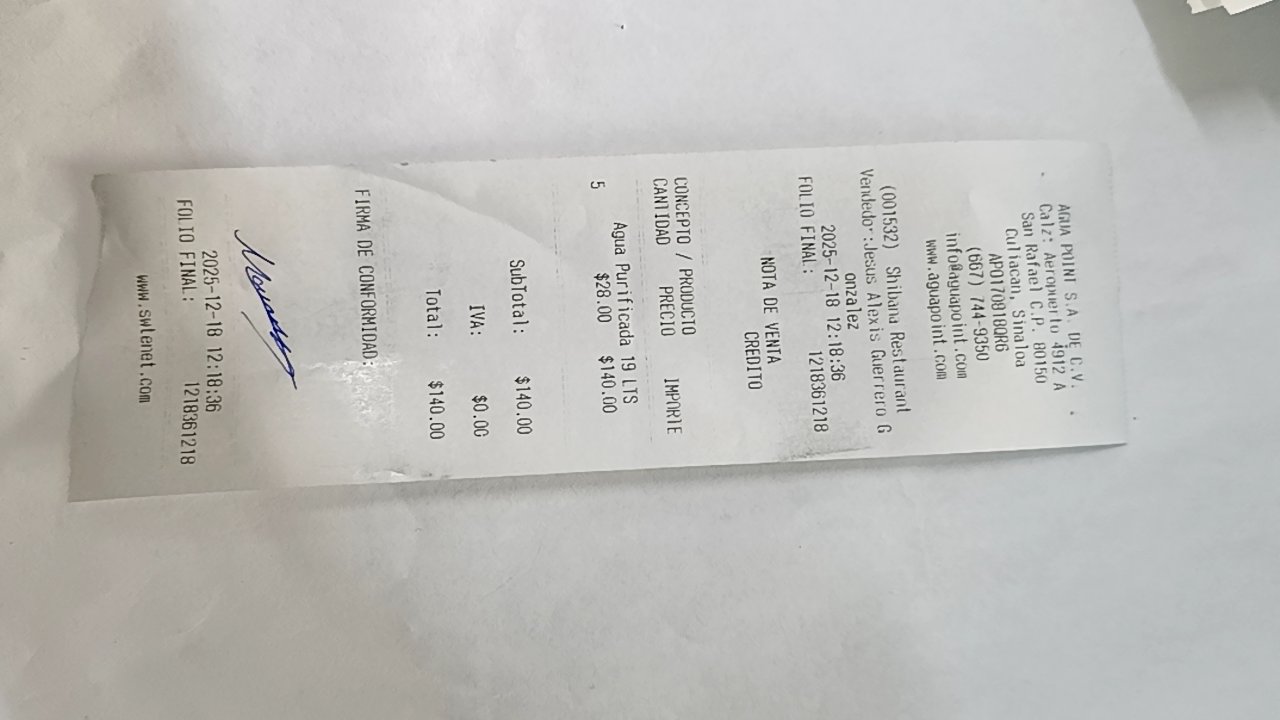 AGUA POINT S.A. DE C.V.
Calz: Aeropuerto 4912 A
San Rafael C.P. 80150
Culiacan, Sinaloa
APO170818QR6
(667) 744-9350
info@aguapoint.com
www.aguapoint.com
(001532) Shibana Restaurant
Vendedor:Jesus Alexis Guerrero G
onzalez
2025-12-18 12:18:36
FOLIO FINAL: 1218361218
NOTA DE VENTA
CREDITO
CONCEPTO / PRODUCTO
CANTIDAD PRECIO IMPORTE
Agua Purificada 19 LTS
5 $28.00 $140.00
SubTotal: $140.00
IVA: $0.00
Total: $140.00
FIRMA DE CONFORMIDAD:
2025-12-18 12:18:36
FOLIO FINAL: 1218361218
www.swtenet.com